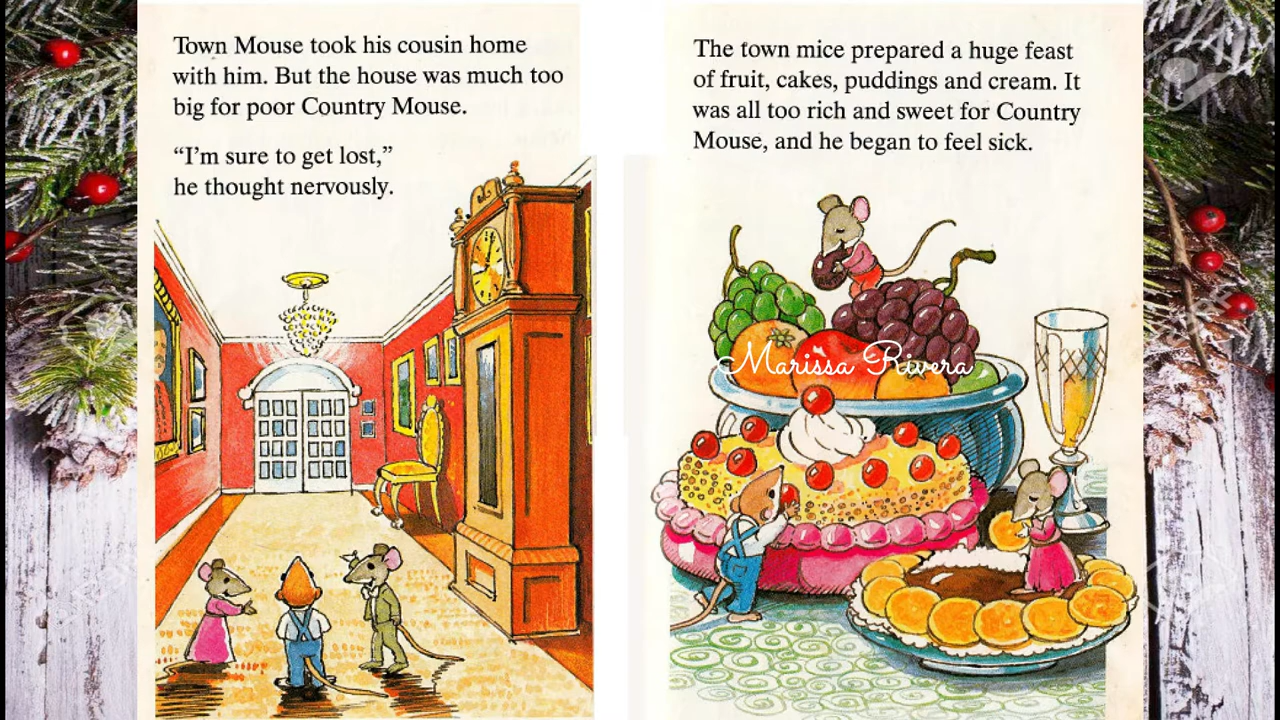 Town Mouse took his cousin home
with him. But the house was much too
big for poor Country Mouse.
“I’m sure to get lost,”
he thought nervously.
The town mice prepared a huge feast
of fruit, cakes, puddings and cream. It
was all too rich and sweet for Country
Mouse, and he began to feel sick.
Marissa Rivera